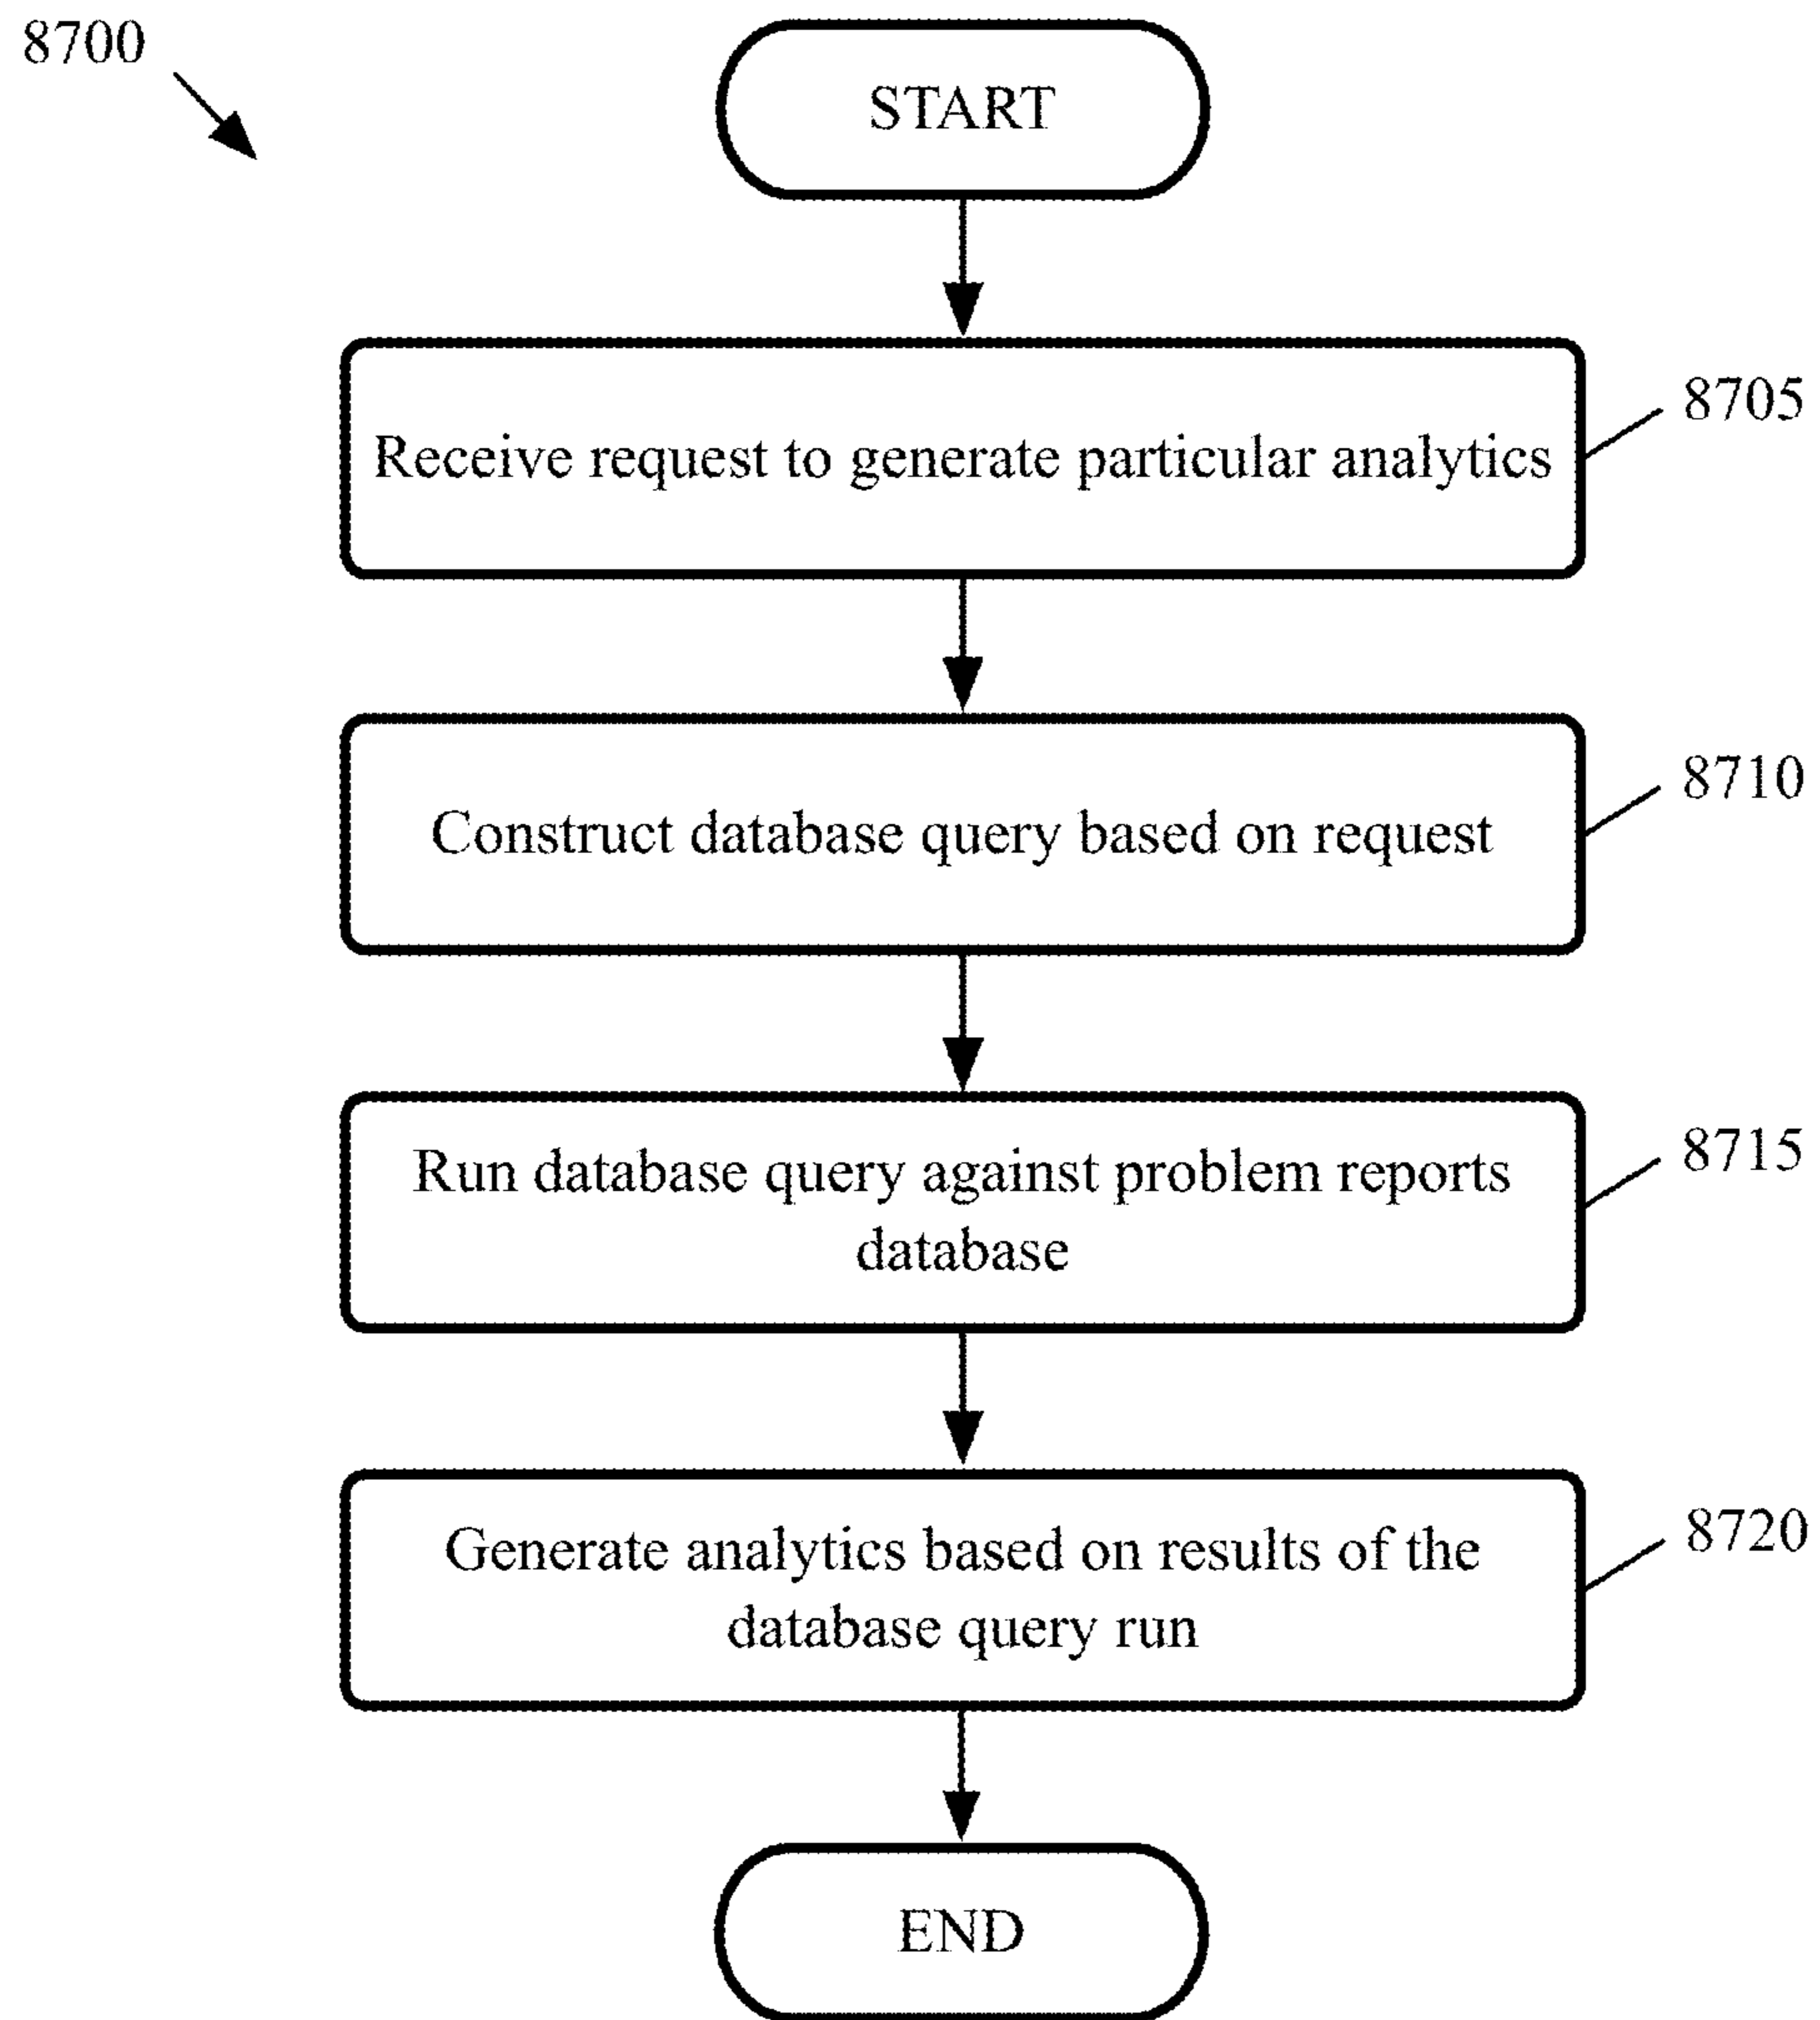 8700
START
Receive request to generate particular analytics
8705
Construct database query based on request
8710
Run database query against problem reports
database
8715
Generate analytics based on results of the
database query run
8720
END